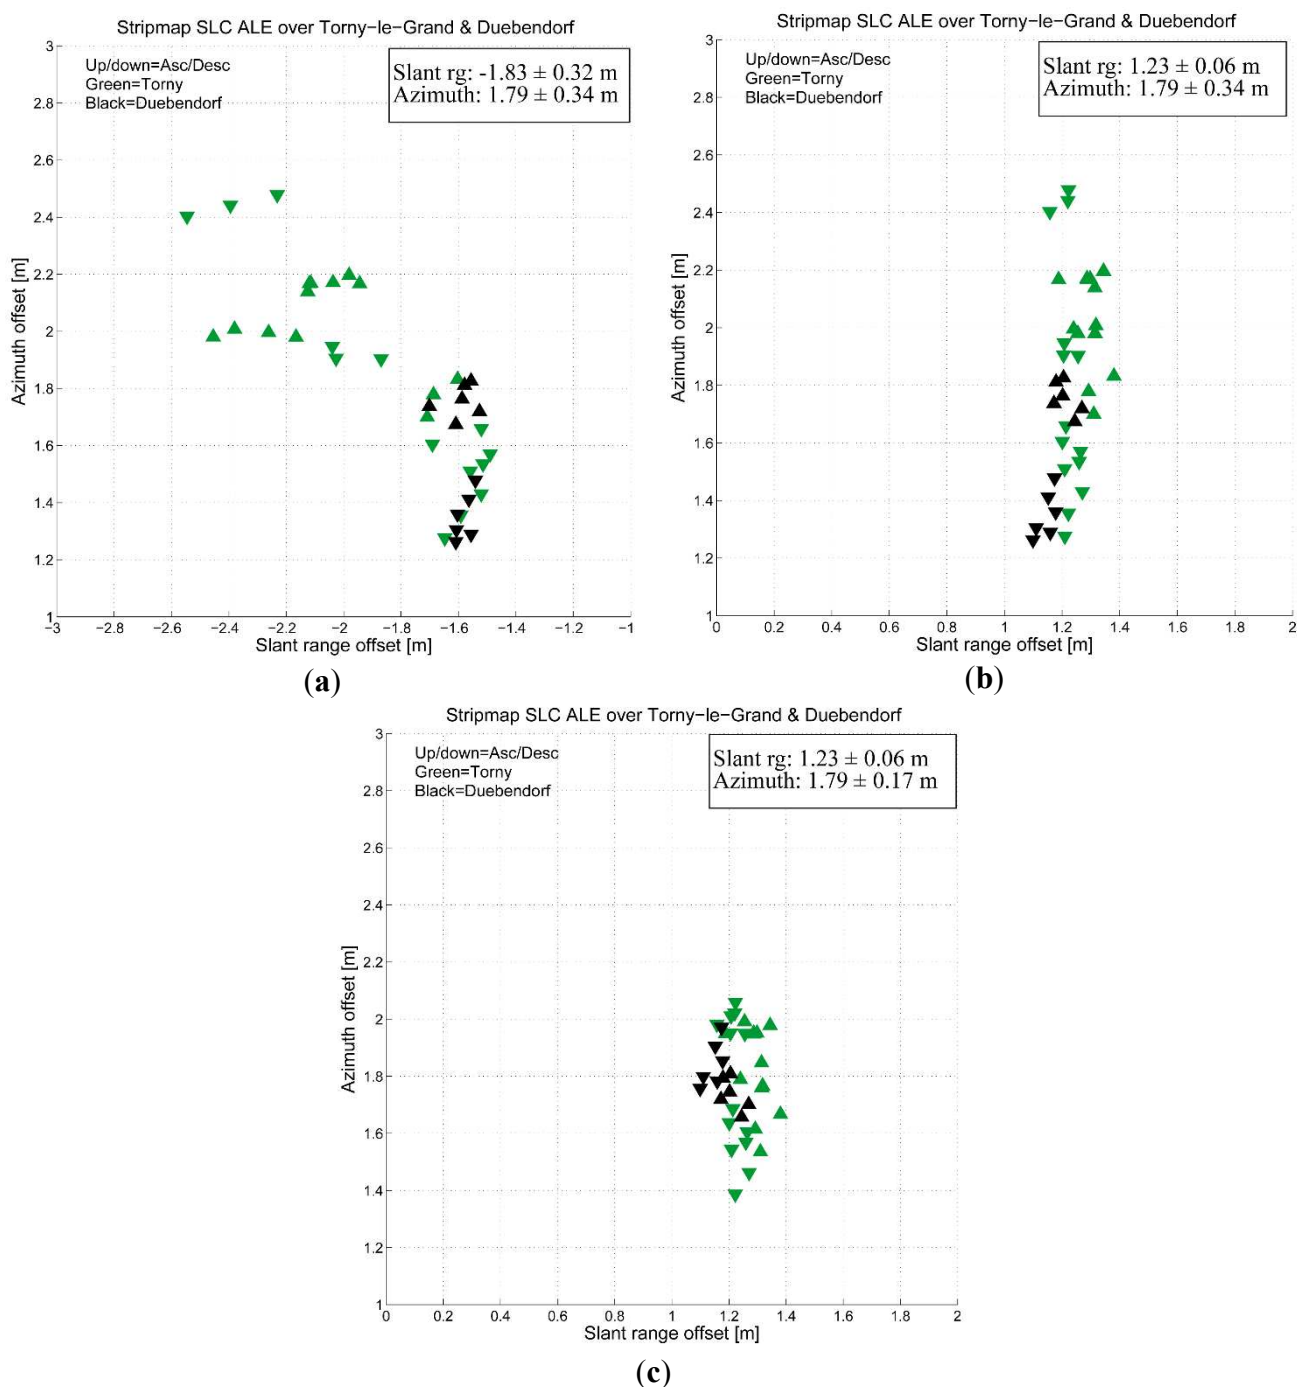 Stripmap SLC ALE over Torny−le−Grand & Duebendorf
Up/down=Asc/Desc
Green=Torny
Black=Duebendorf
Slant rg: -1.83 ± 0.32 m
Azimuth: 1.79 ± 0.34 m
3
2.8
2.6
2.4
2.2
2
1.8
1.6
1.4
1.2
1
Azimuth offset [m]
−3 −2.8 −2.6 −2.4 −2.2 −2 −1.8 −1.6 −1.4 −1.2 −1
Slant range offset [m]
(a)
Stripmap SLC ALE over Torny−le−Grand & Duebendorf
Up/down=Asc/Desc
Green=Torny
Black=Duebendorf
Slant rg: 1.23 ± 0.06 m
Azimuth: 1.79 ± 0.34 m
3
2.8
2.6
2.4
2.2
2
1.8
1.6
1.4
1.2
1
Azimuth offset [m]
0 0.2 0.4 0.6 0.8 1 1.2 1.4 1.6 1.8 2
Slant range offset [m]
(b)
Stripmap SLC ALE over Torny−le−Grand & Duebendorf
Up/down=Asc/Desc
Green=Torny
Black=Duebendorf
Slant rg: 1.23 ± 0.06 m
Azimuth: 1.79 ± 0.17 m
3
2.8
2.6
2.4
2.2
2
1.8
1.6
1.4
1.2
1
Azimuth offset [m]
0 0.2 0.4 0.6 0.8 1 1.2 1.4 1.6 1.8 2
Slant range offset [m]
(c)